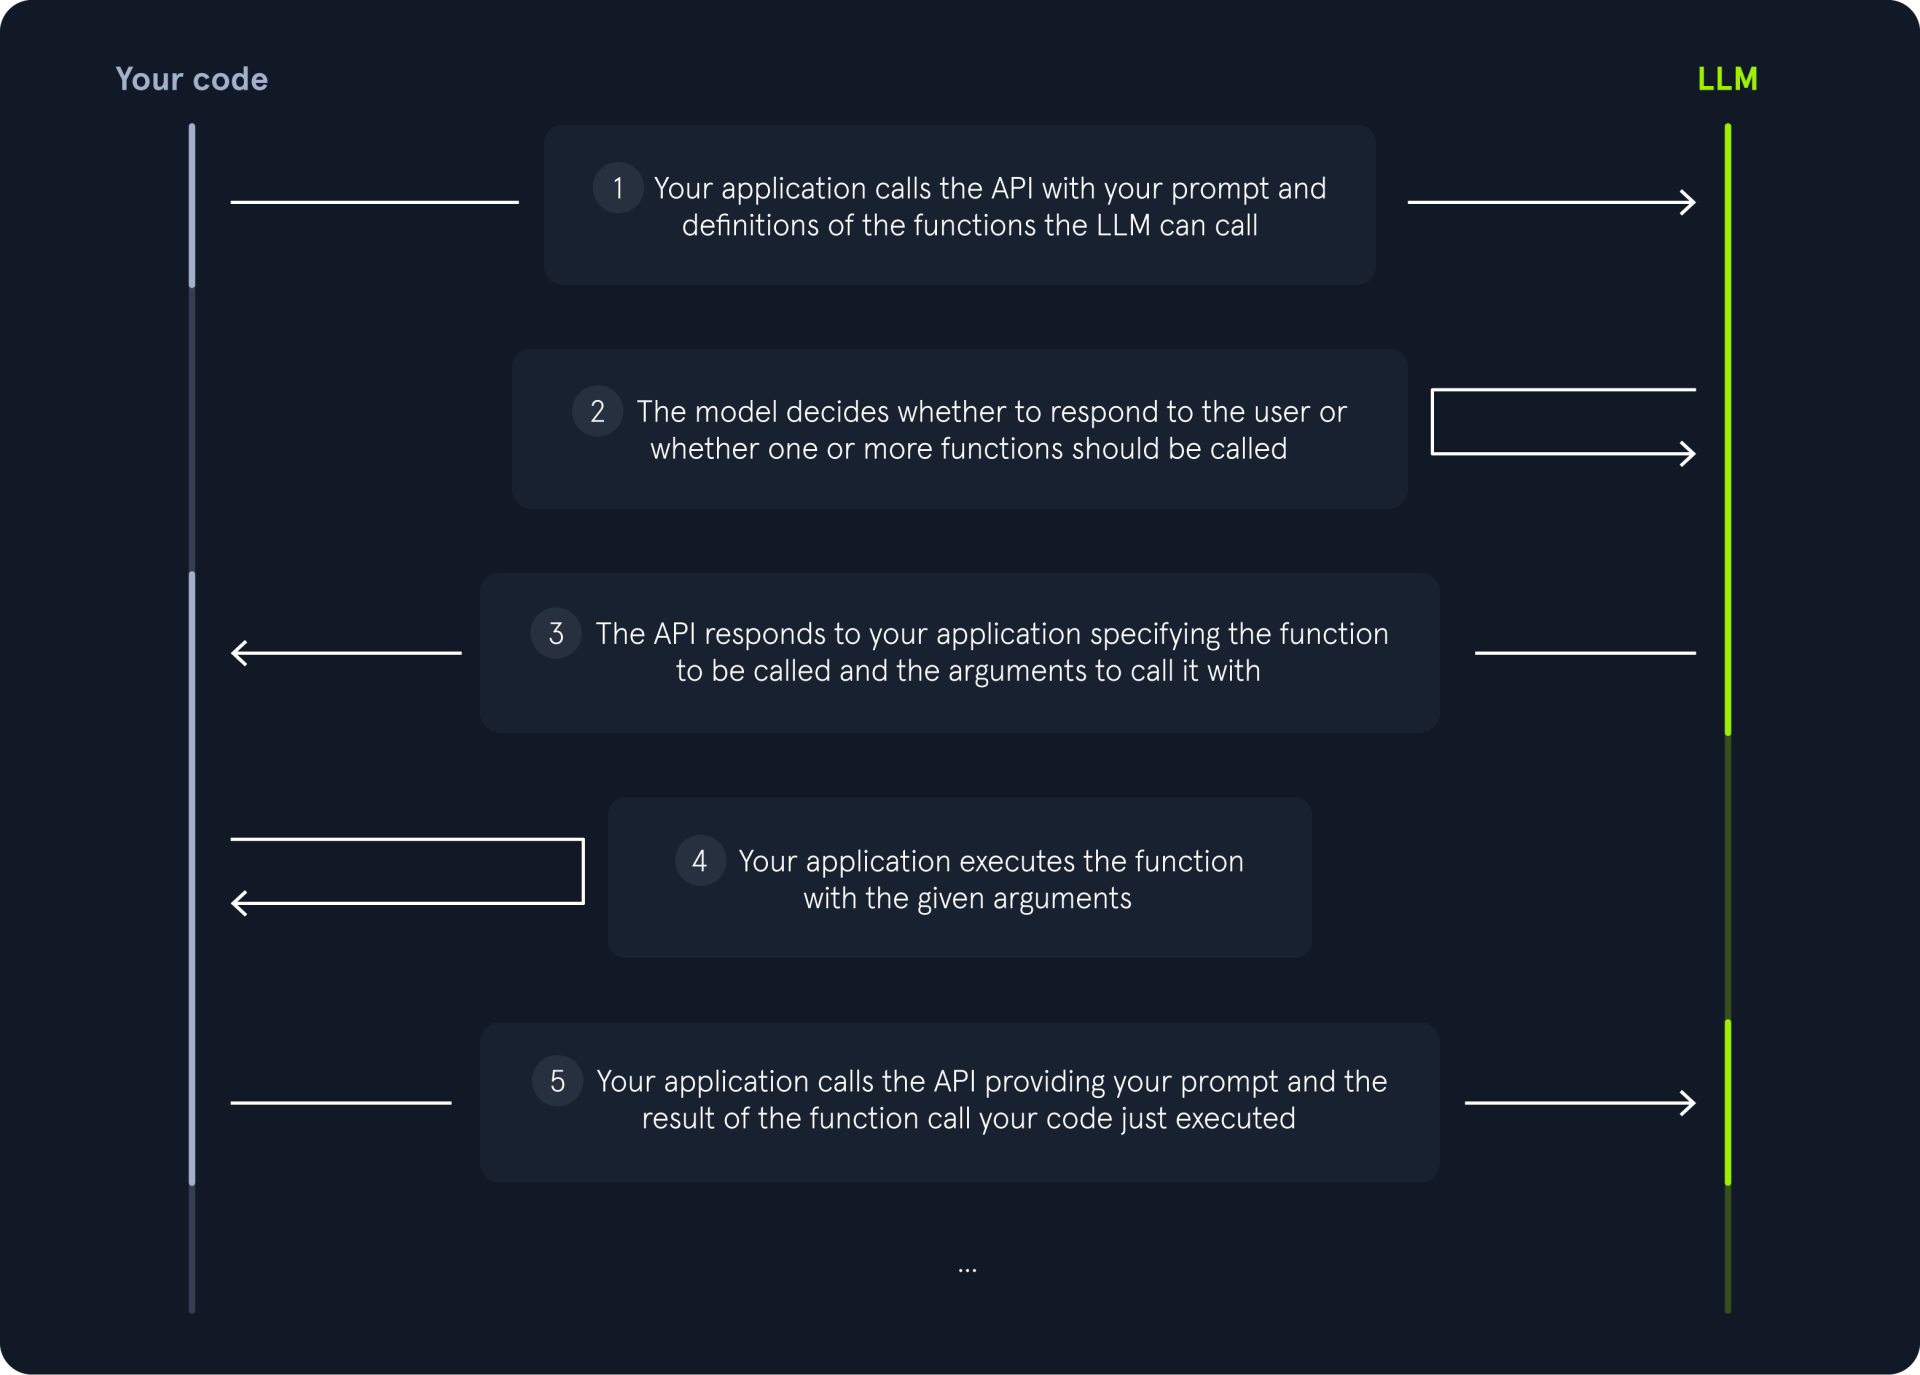 Your code
LLM
1 Your application calls the API with your prompt and
definitions of the functions the LLM can call
2 The model decides whether to respond to the user or
whether one or more functions should be called
3 The API responds to your application specifying the function
to be called and the arguments to call it with
4 Your application executes the function
with the given arguments
5 Your application calls the API providing your prompt and the
result of the function call your code just executed
...